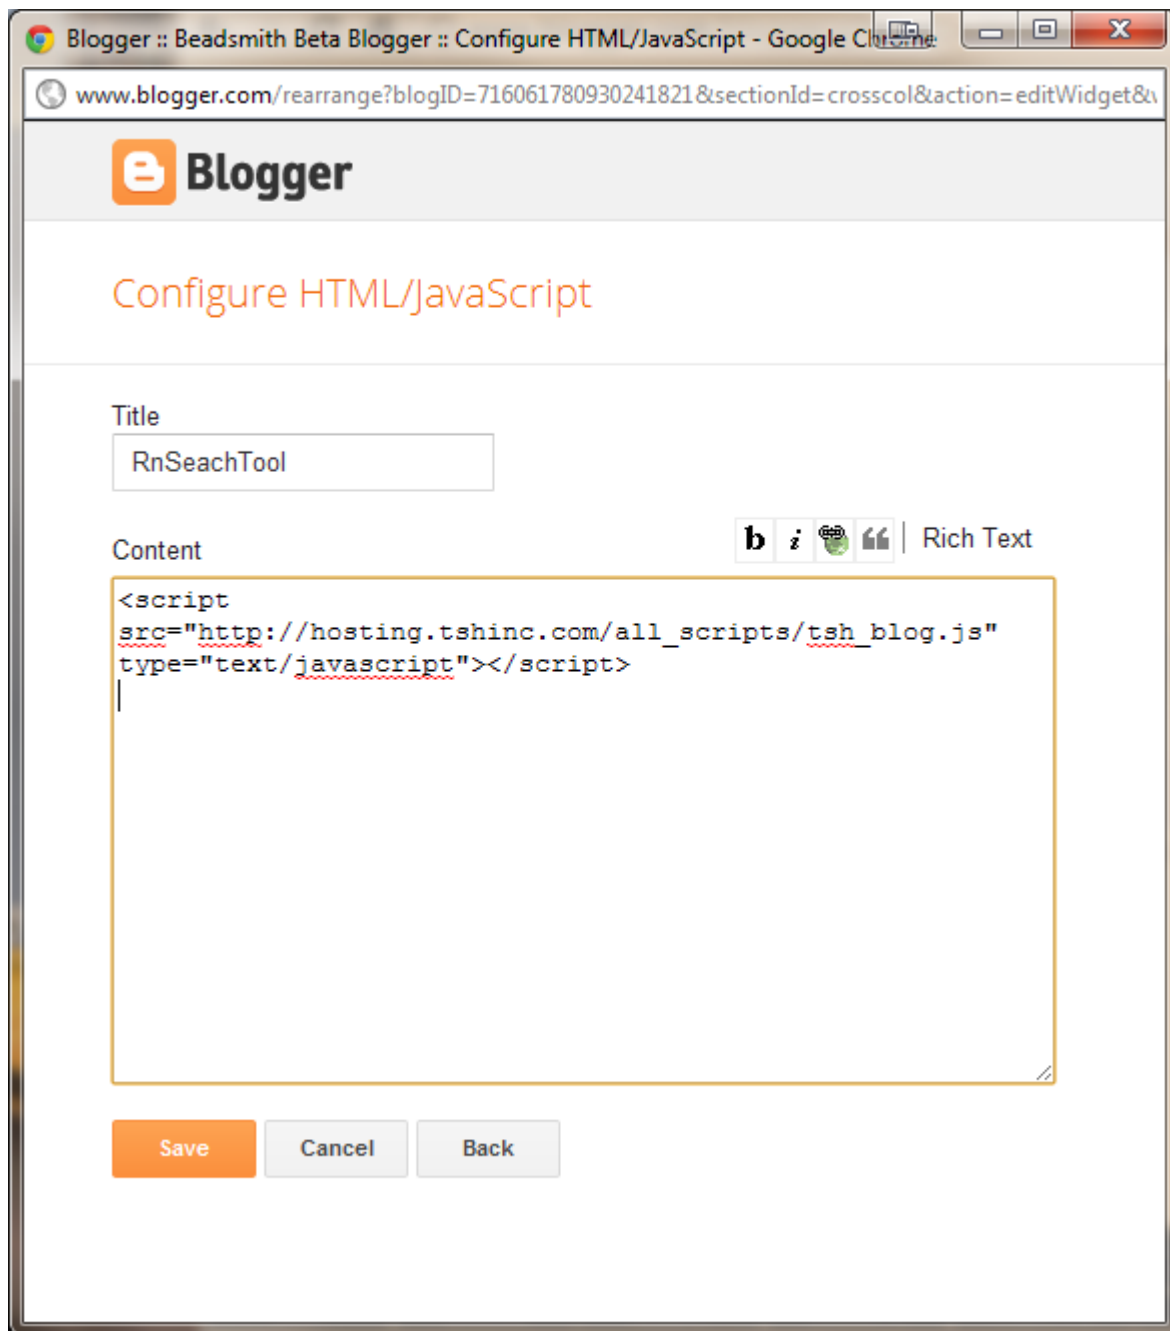 Blogger :: Beadsmith Beta Blogger :: Configure HTML/JavaScript - Google Chrome
www.blogger.com/rearrange?blogID=716061780930241821&sectionId=crosscol&action=editWidget&
Blogger
Configure HTML/JavaScript
Title
RnSeachTool
Content
b i Rich Text
<script
src="http://hosting.tshinc.com/all_scripts/tsh_blog.js"
type="text/javascript"></script>
Save Cancel Back